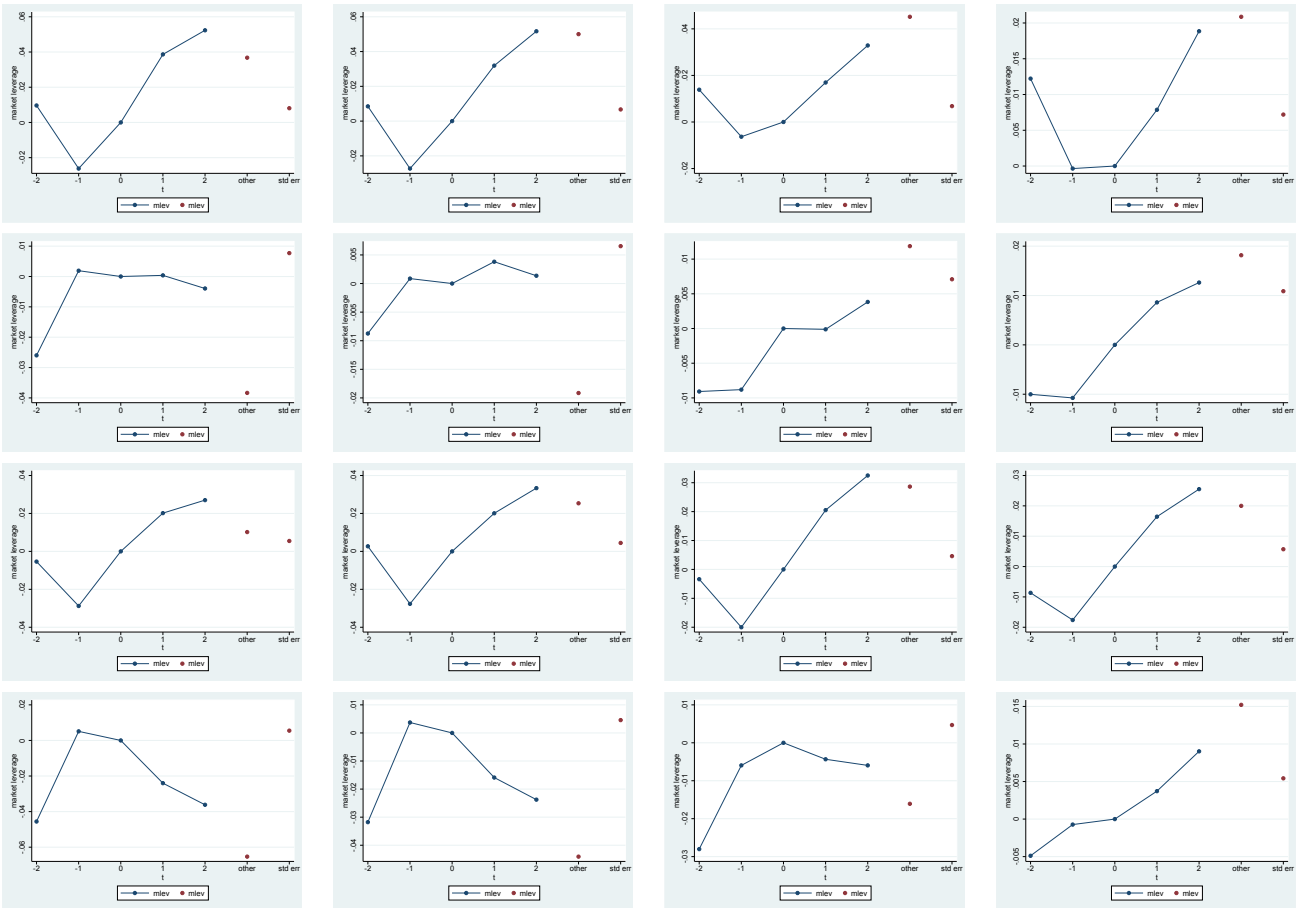 market leverage
-.02 0 .02 .04 .06
-2 -1 0 1 2 other std err
t
mlev mlev
market leverage
-.02 0 .02 .04 .06
-2 -1 0 1 2 other std err
t
mlev mlev
market leverage
-.02 0 .02 .04
-2 -1 0 1 2 other std err
t
mlev mlev
market leverage
0 .005 .01 .015 .02
-2 -1 0 1 2 other std err
t
mlev mlev
market leverage
-.04 -.03 -.02 -.01 0 .01
-2 -1 0 1 2 other std err
t
mlev mlev
market leverage
-.02 -.015 -.01 -.005 0 .005
-2 -1 0 1 2 other std err
t
mlev mlev
market leverage
-.01 -.005 0 .005 .01
-2 -1 0 1 2 other std err
t
mlev mlev
market leverage
-.01 0 .01 .02
-2 -1 0 1 2 other std err
t
mlev mlev
market leverage
-.04 -.02 0 .02 .04
-2 -1 0 1 2 other std err
t
mlev mlev
market leverage
-.04 -.02 0 .02 .04
-2 -1 0 1 2 other std err
t
mlev mlev
market leverage
-.02 -.01 0 .01 .02 .03
-2 -1 0 1 2 other std err
t
mlev mlev
market leverage
-.02 -.01 0 .01 .02 .03
-2 -1 0 1 2 other std err
t
mlev mlev
market leverage
-.06 -.04 -.02 0 .02
-2 -1 0 1 2 other std err
t
mlev mlev
market leverage
-.04 -.03 -.02 -.01 0 .01
-2 -1 0 1 2 other std err
t
mlev mlev
market leverage
-.03 -.02 -.01 0 .01
-2 -1 0 1 2 other std err
t
mlev mlev
market leverage
-.005 0 .005 .01 .015
-2 -1 0 1 2 other std err
t
mlev mlev